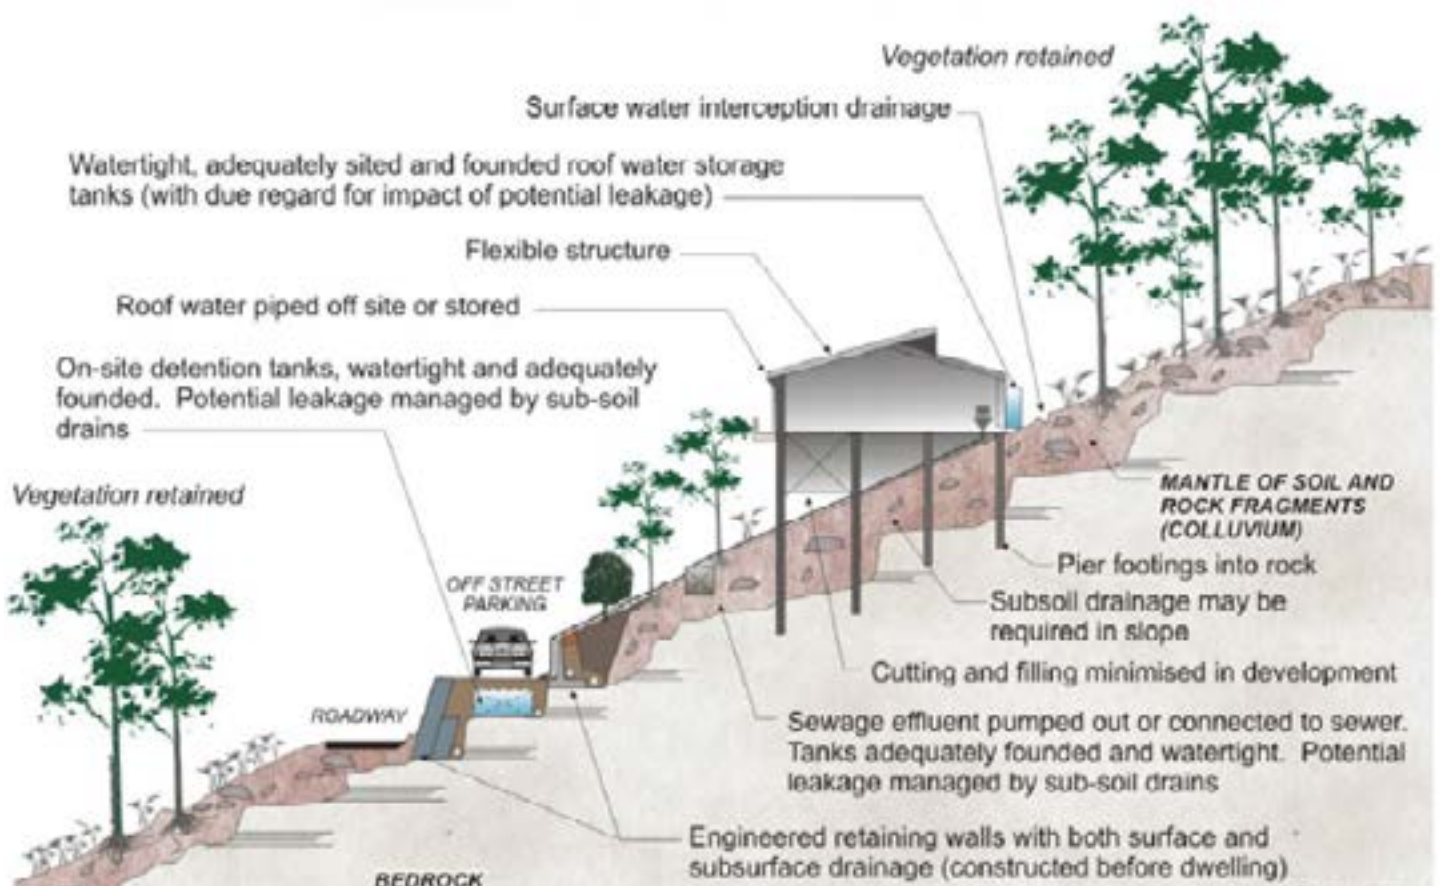 Vegetation retained
Surface water interception drainage
Watertight, adequately sited and founded roof water storage
tanks (with due regard for impact of potential leakage)
Flexible structure
Roof water piped off site or stored
On-site detention tanks, watertight and adequately
founded. Potential leakage managed by sub-soil
drains
Vegetation retained
MANTLE OF SOIL AND
ROCK FRAGMENTS
(COLLUVIUM)
Pier footings into rock
OFF STREET
PARKING
Subsoil drainage may be
required in slope
Cutting and filling minimised in development
ROADWAY
Sewage effluent pumped out or connected to sewer.
Tanks adequately founded and watertight. Potential
leakage managed by sub-soil drains
Engineered retaining walls with both surface and
subsurface drainage (constructed before dwelling)
BEDROCK